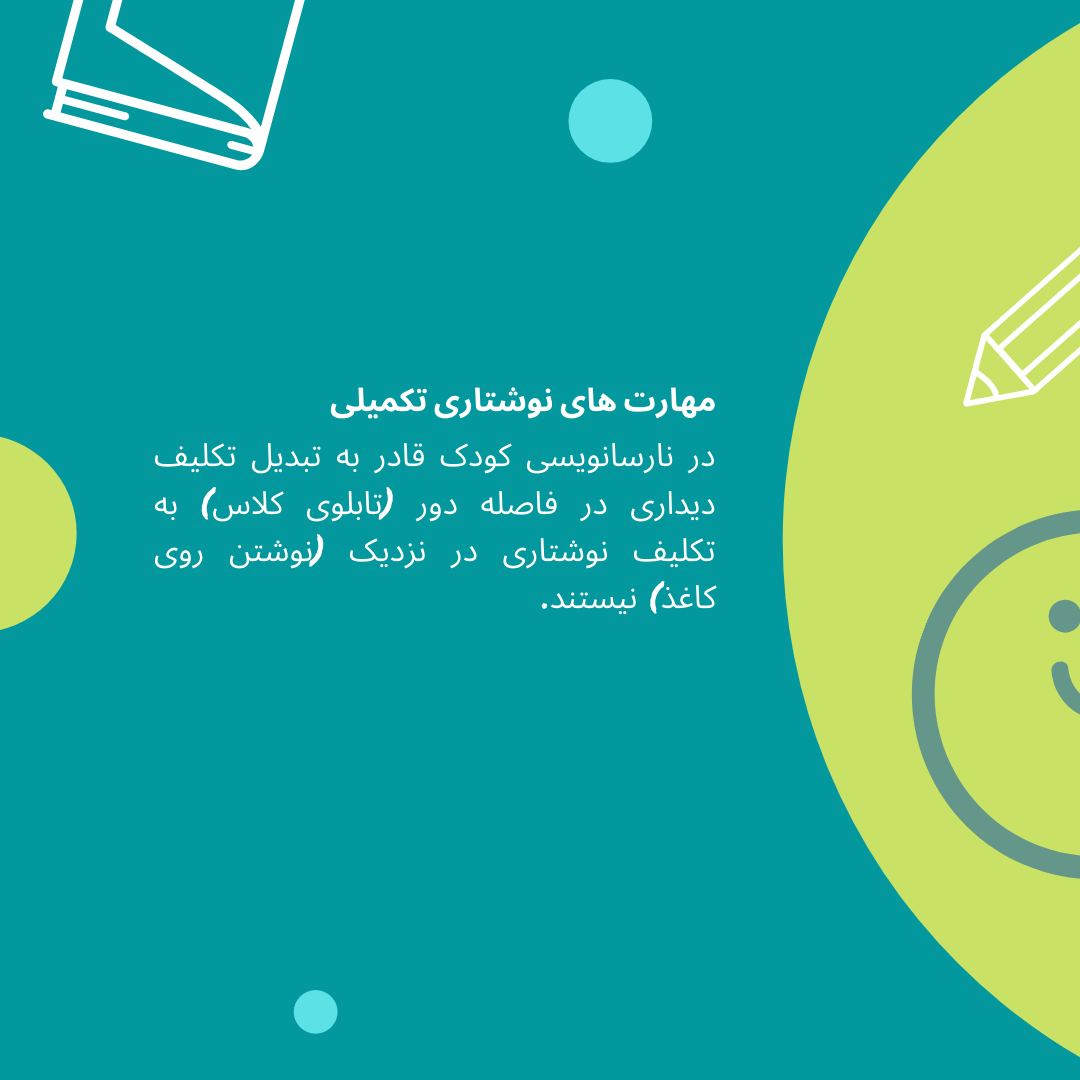 مهارت های نوشتاری تکمیلی
در نارسانویسی کودک قادر به تبدیل تکلیف
دیداری در فاصله دور (تابلوی کلاس) به
تکلیف نوشتاری در نزدیک (نوشتن روی
کاغذ) نیستند.